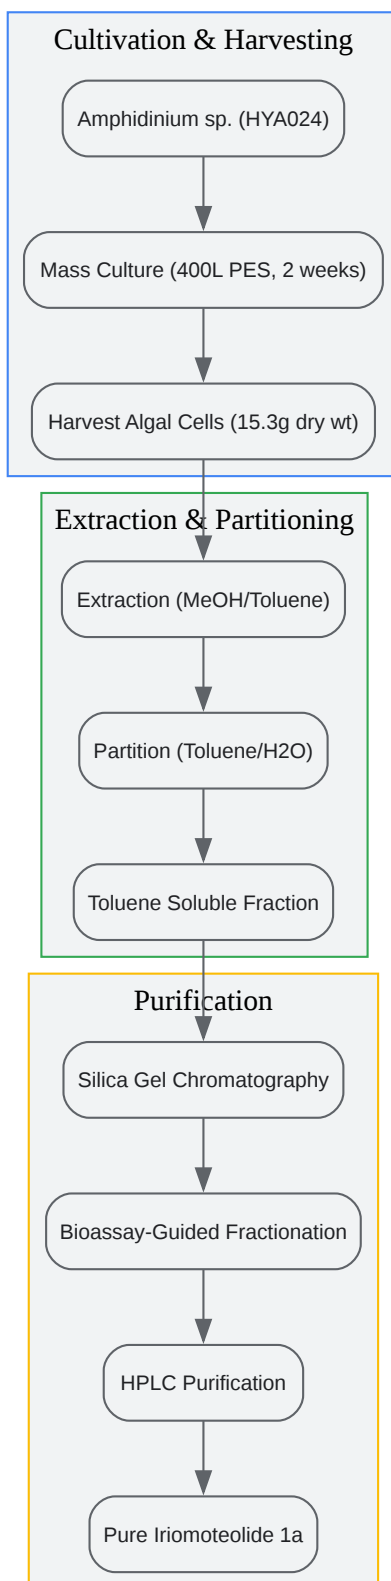 Cultivation & Harvesting
Amphidinium sp. (HYA024)
Mass Culture (400L PES, 2 weeks)
Harvest Algal Cells (15.3g dry wt)
Extraction & Partitioning
Extraction (MeOH/Toluene)
Partition (Toluene/H2O)
Toluene Soluble Fraction
Purification
Silica Gel Chromatography
Bioassay-Guided Fractionation
HPLC Purification
Pure Iriomoteolide 1a